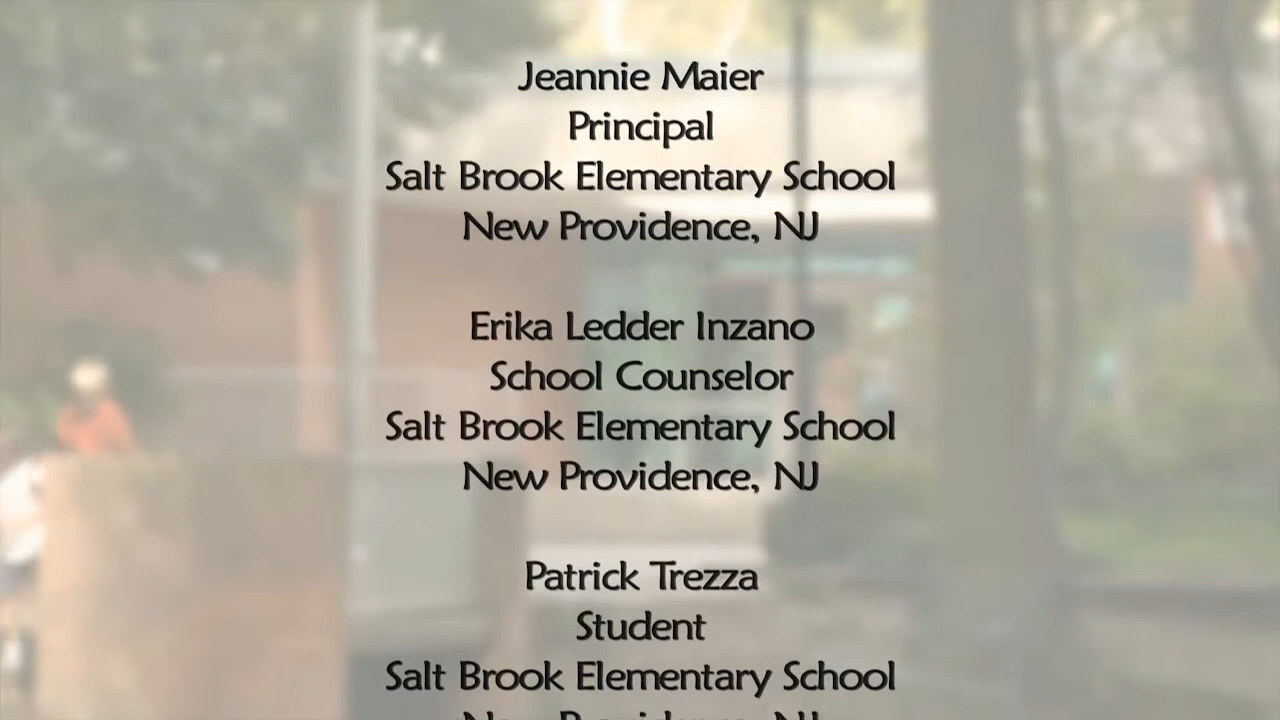 Jeannie Maier
Principal
Salt Brook Elementary School
New Providence, NJ
Erika Ledder Inzano
School Counselor
Salt Brook Elementary School
New Providence, NJ
Patrick Trezza
Student
Salt Brook Elementary School